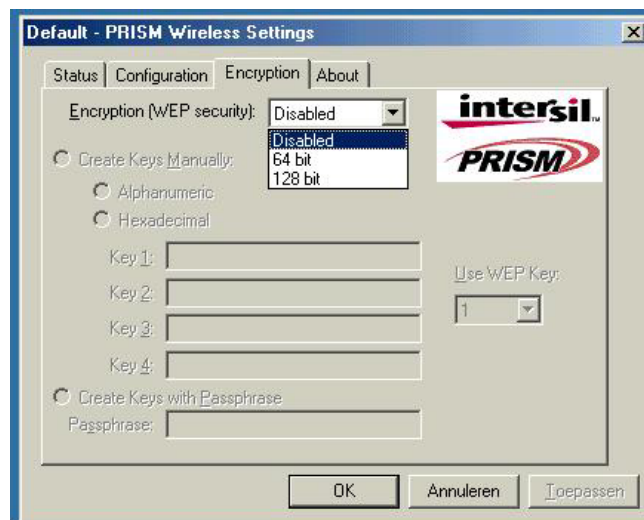 Default - PRISM Wireless Settings
Status Configuration Encryption About
Encryption (WEP security): Disabled
Disabled
64 bit
128 bit
intersil™
PRISM
Create Keys Manually:
Alphanumeric
Hexadecimal
Key 1:
Key 2:
Key 3:
Key 4:
Use WEP Key:
1
Create Keys with Passphrase
Passphrase:
OK Annuleren Toepassen